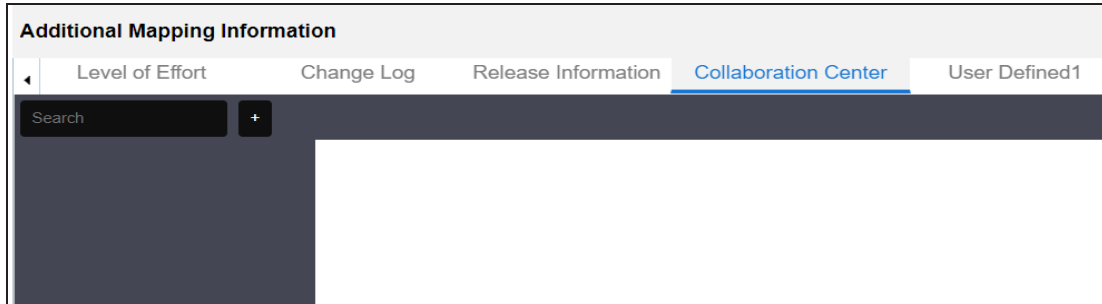 Additional Mapping Information
Level of Effort Change Log Release Information Collaboration Center User Defined1
Search +